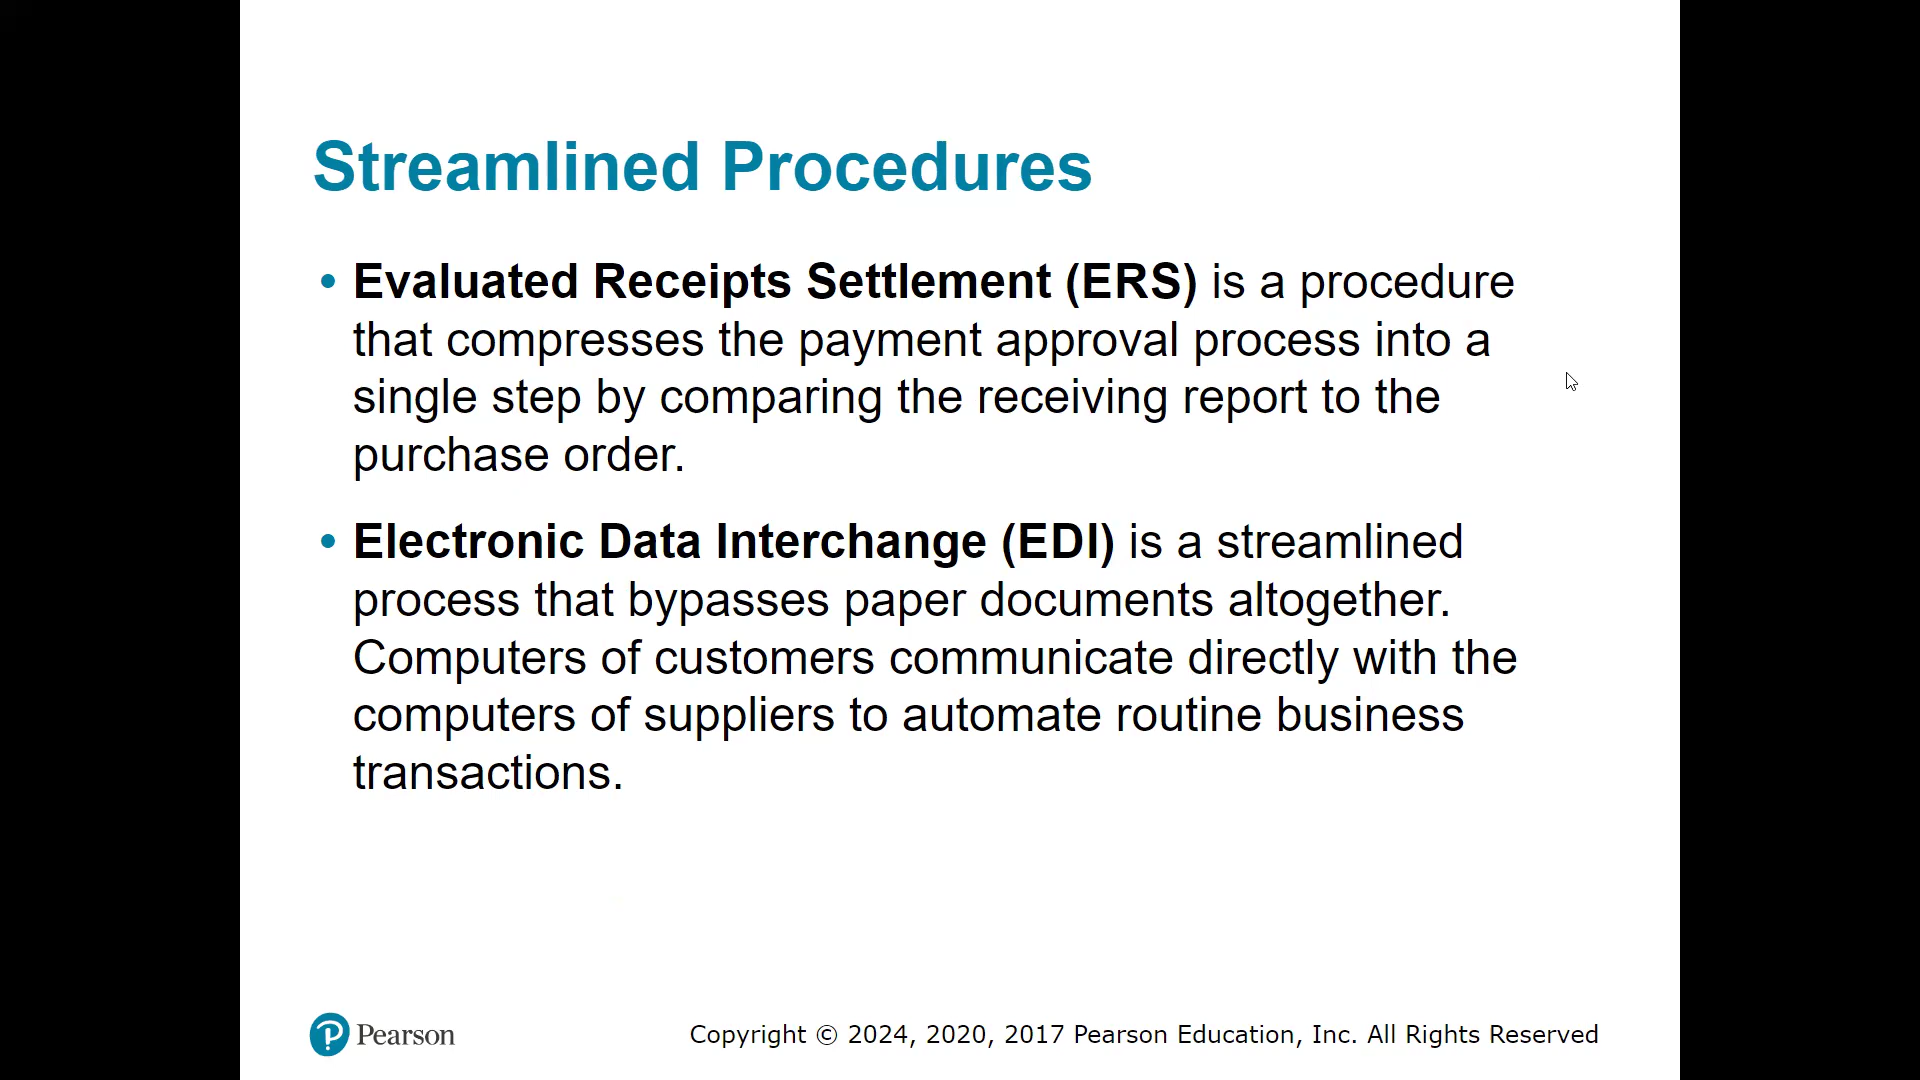 Streamlined Procedures
• Evaluated Receipts Settlement (ERS) is a procedure
that compresses the payment approval process into a
single step by comparing the receiving report to the
purchase order.
• Electronic Data Interchange (EDI) is a streamlined
process that bypasses paper documents altogether.
Computers of customers communicate directly with the
computers of suppliers to automate routine business
transactions.
Pearson
Copyright © 2024, 2020, 2017 Pearson Education, Inc. All Rights Reserved